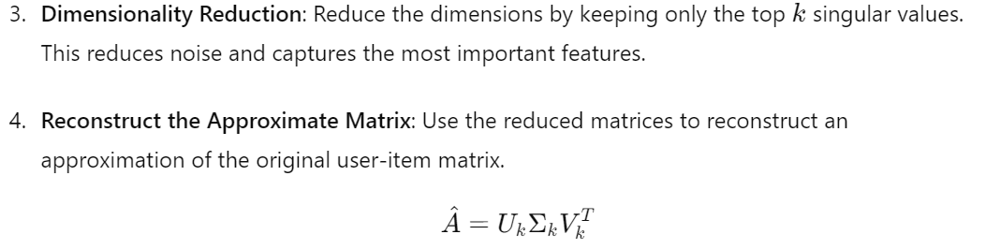 3. Dimensionality Reduction: Reduce the dimensions by keeping only the top k singular values.
This reduces noise and captures the most important features.
4. Reconstruct the Approximate Matrix: Use the reduced matrices to reconstruct an
approximation of the original user-item matrix.
Â = U_k Σ_k V_k^T